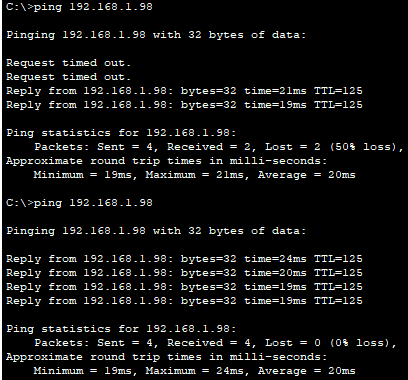 C:\>ping 192.168.1.98
Pinging 192.168.1.98 with 32 bytes of data:
Request timed out.
Request timed out.
Reply from 192.168.1.98: bytes=32 time=21ms TTL=125
Reply from 192.168.1.98: bytes=32 time=19ms TTL=125
Ping statistics for 192.168.1.98:
    Packets: Sent = 4, Received = 2, Lost = 2 (50% loss),
Approximate round trip times in milli-seconds:
    Minimum = 19ms, Maximum = 21ms, Average = 20ms
C:\>ping 192.168.1.98
Pinging 192.168.1.98 with 32 bytes of data:
Reply from 192.168.1.98: bytes=32 time=24ms TTL=125
Reply from 192.168.1.98: bytes=32 time=20ms TTL=125
Reply from 192.168.1.98: bytes=32 time=19ms TTL=125
Reply from 192.168.1.98: bytes=32 time=19ms TTL=125
Ping statistics for 192.168.1.98:
    Packets: Sent = 4, Received = 4, Lost = 0 (0% loss),
Approximate round trip times in milli-seconds:
    Minimum = 19ms, Maximum = 24ms, Average = 20ms